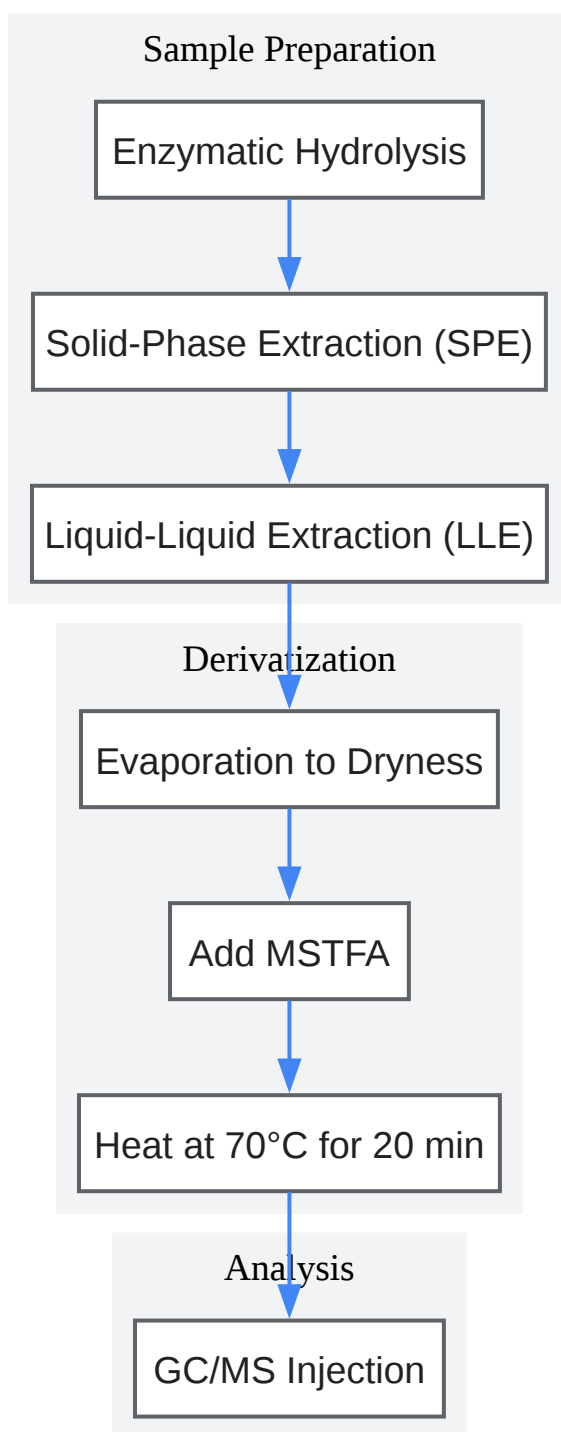 Sample Preparation
Enzymatic Hydrolysis
Solid-Phase Extraction (SPE)
Liquid-Liquid Extraction (LLE)
Derivatization
Evaporation to Dryness
Add MSTFA
Heat at 70°C for 20 min
Analysis
GC/MS Injection